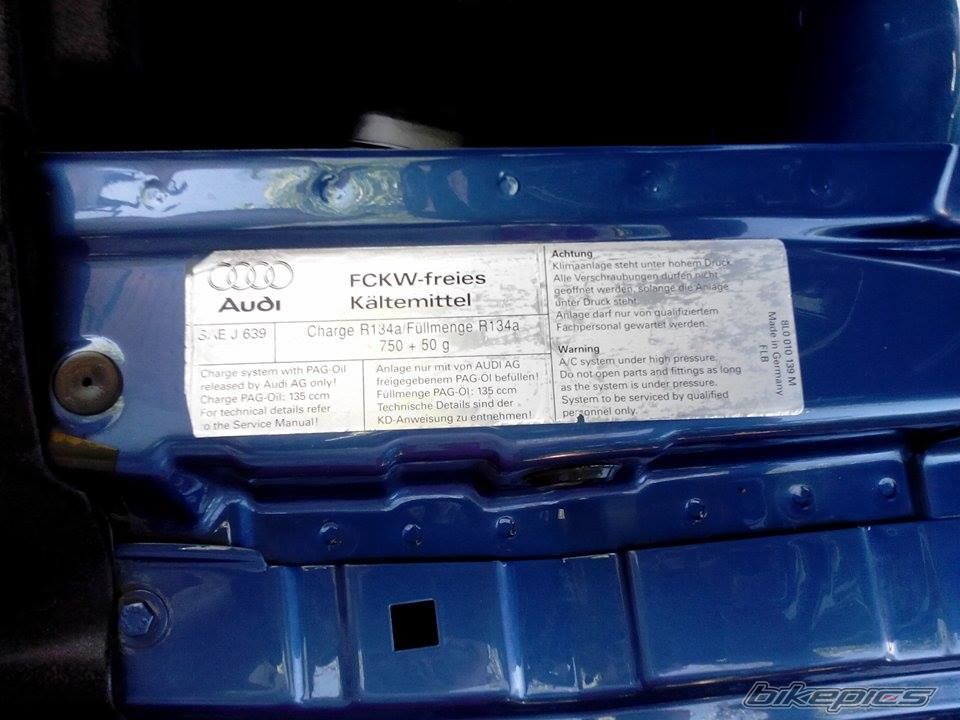 Audi
FCKW-freies
Kältemittel
SAE J 639
Charge R134a/Füllmenge R134a
750 + 50 g
Charge system with PAG-Oil
released by Audi AG only!
Charge PAG-Oil: 135 ccm
For technical details refer
to the Service Manual!
Anlage nur mit von AUDI AG
freigegebenem PAG-Öl befüllen!
Füllmenge PAG-Öl: 135 ccm
Technische Details sind der
KD-Anweisung zu entnehmen!
Achtung
Klimaanlage steht unter hohem Druck.
Alle Verschraubungen dürfen nicht
geöffnet werden, solange die Anlage
unter Druck steht.
Anlage darf nur von qualifiziertem
Fachpersonal gewartet werden.
Warning
A/C system under high pressure.
Do not open parts and fittings as long
as the system is under pressure.
System to be serviced by qualified
personnel only.
8L0 010 139 M
Made in Germany
FLB
bikepics